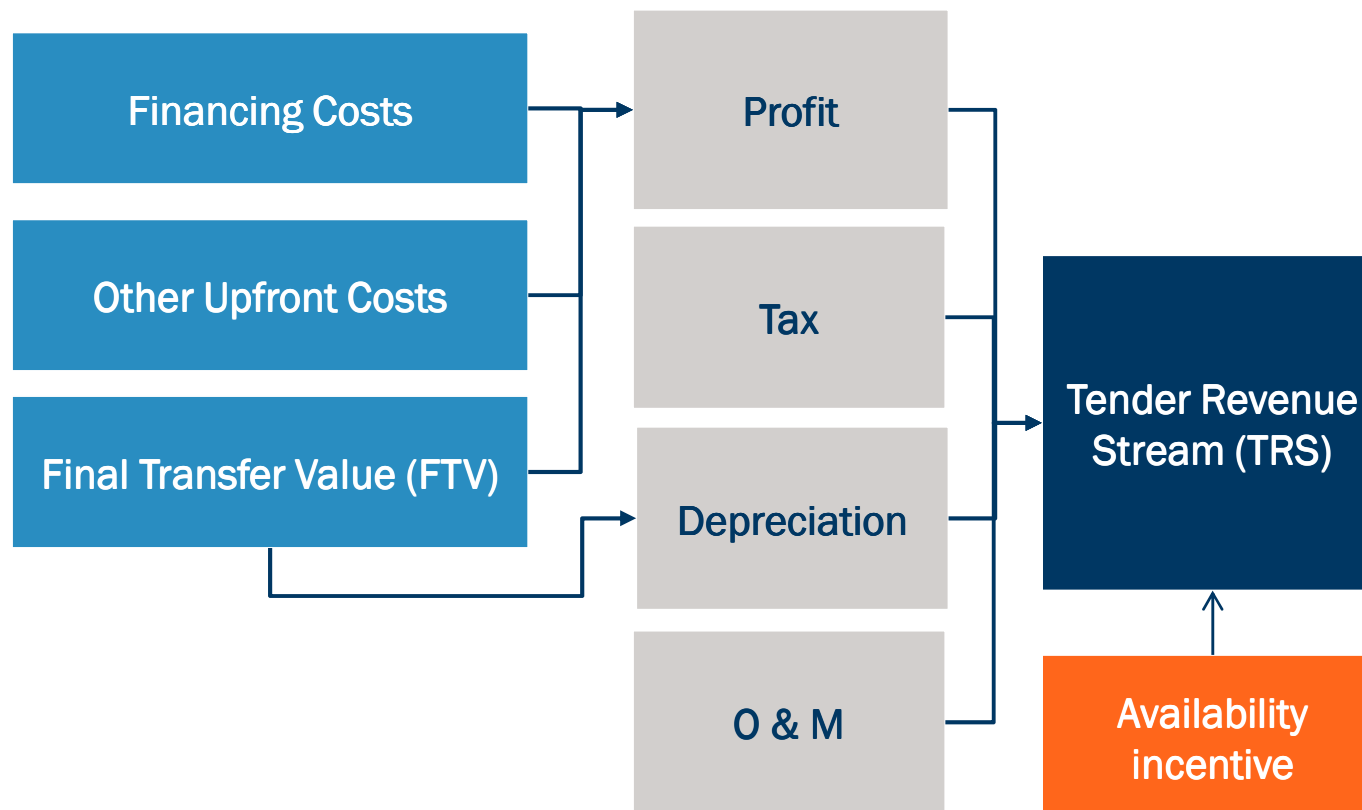 Financing Costs
Other Upfront Costs
Final Transfer Value (FTV)
Profit
Tax
Depreciation
O & M
Tender Revenue
Stream (TRS)
Availability
incentive